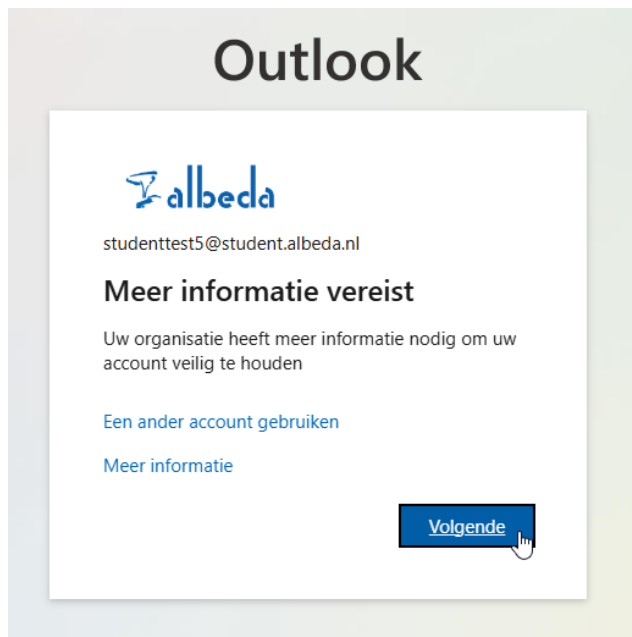 Outlook
albeda
studenttest5@student.albeda.nl
Meer informatie vereist
Uw organisatie heeft meer informatie nodig om uw
account veilig te houden
Een ander account gebruiken
Meer informatie
Volgende